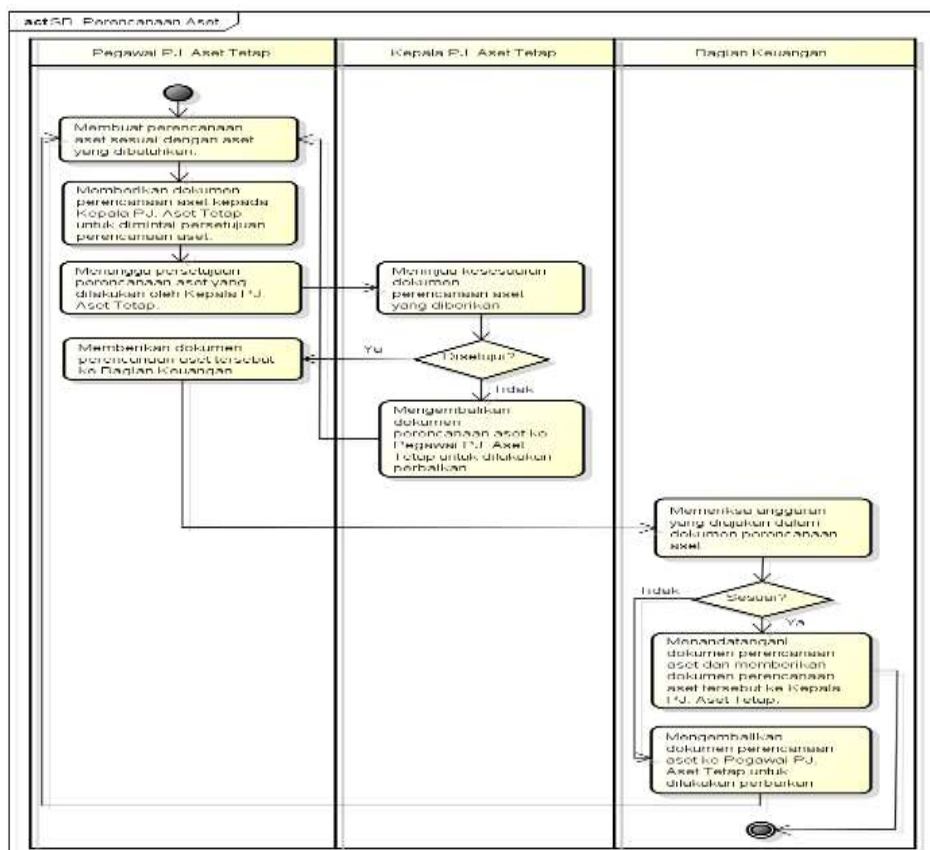 act SD Perencanaan Aset
Pegawai PJ. Aset Tetap
Kepala PJ. Aset Tetap
Bagian Keuangan
Membuat perencanaan
aset sesuai dengan aset
yang dibutuhkan.
Memberikan dokumen
perencanaan aset kepada
Kepala PJ. Aset Tetap
untuk dimintai persetujuan
perencanaan aset.
Menunggu persetujuan
perencanaan aset yang
dilakukan oleh Kepala PJ.
Aset Tetap.
Meninjau kesesuaian
dokumen
perencanaan aset
yang diberikan
Disetujui?
Ya
Tidak
Memberikan dokumen
perencanaan aset tersebut
ke Bagian Keuangan
Mengembalikan
dokumen
perencanaan aset ke
Pegawai PJ. Aset
Tetap untuk dilakukan
perbaikan
Memeriksa anggaran
yang diajukan dalam
dokumen perencanaan
aset
Sesuai?
Tidak
Ya
Menandatangani
dokumen perencanaan
aset dan memberikan
dokumen perencanaan
aset tersebut ke Kepala
PJ. Aset Tetap.
Mengembalikan
dokumen perencanaan
aset ke Pegawai PJ.
Aset Tetap untuk
dilakukan perbaikan